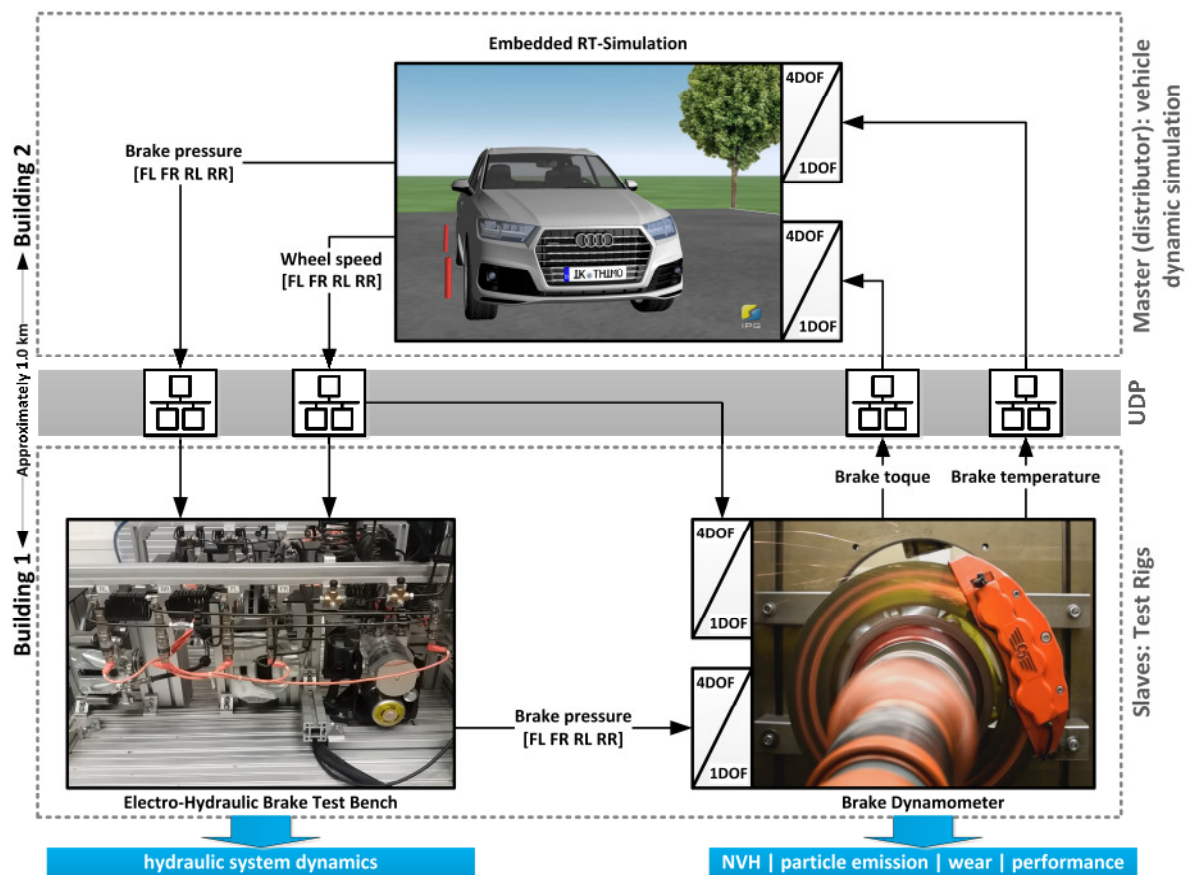 Embedded RT-Simulation
4DOF
1DOF
4DOF
1DOF
Brake pressure
[FL FR RL RR]
Wheel speed
[FL FR RL RR]
IK THIMO
IPG
Master (distributor): vehicle
dynamic simulation
Building 2
Approximately 1.0 km
Building 1
UDP
Brake toque
Brake temperature
4DOF
1DOF
4DOF
1DOF
Brake pressure
[FL FR RL RR]
Slaves: Test Rigs
Electro-Hydraulic Brake Test Bench
Brake Dynamometer
hydraulic system dynamics
NVH | particle emission | wear | performance